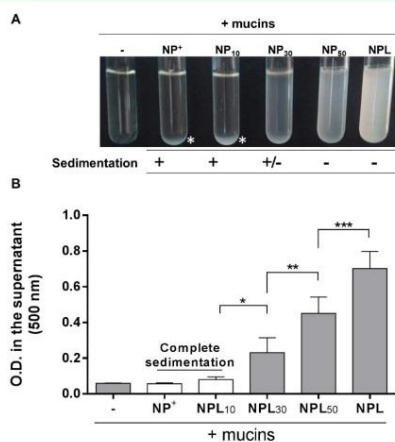 A
+ mucins
- NP+ NP10 NP30 NP50 NPL
* *
Sedimentation + + +/- - -
B
O.D. in the supernatant
(500 nm)
1.0
0.8
0.6
0.4
0.2
0.0
***
**
*
Complete
sedimentation
- NP+ NPL10 NPL30 NPL50 NPL
+ mucins